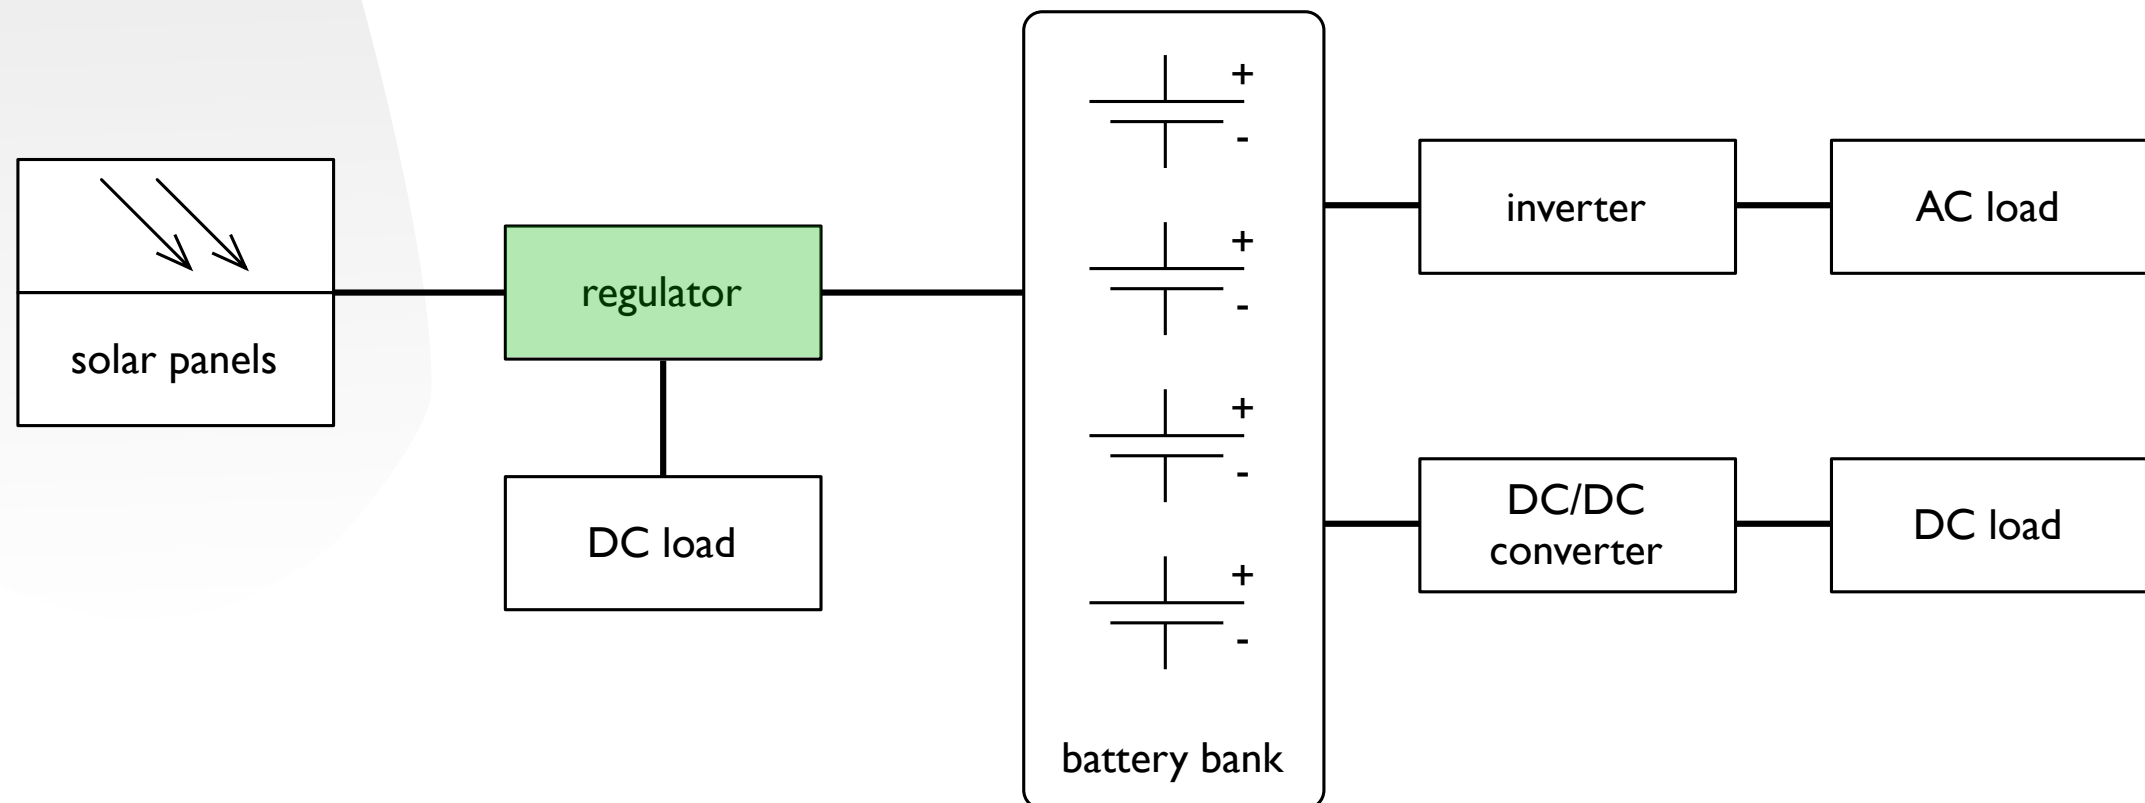 solar panels
regulator
DC load
+
-
+
-
+
-
+
-
battery bank
inverter
AC load
DC/DC
converter
DC load